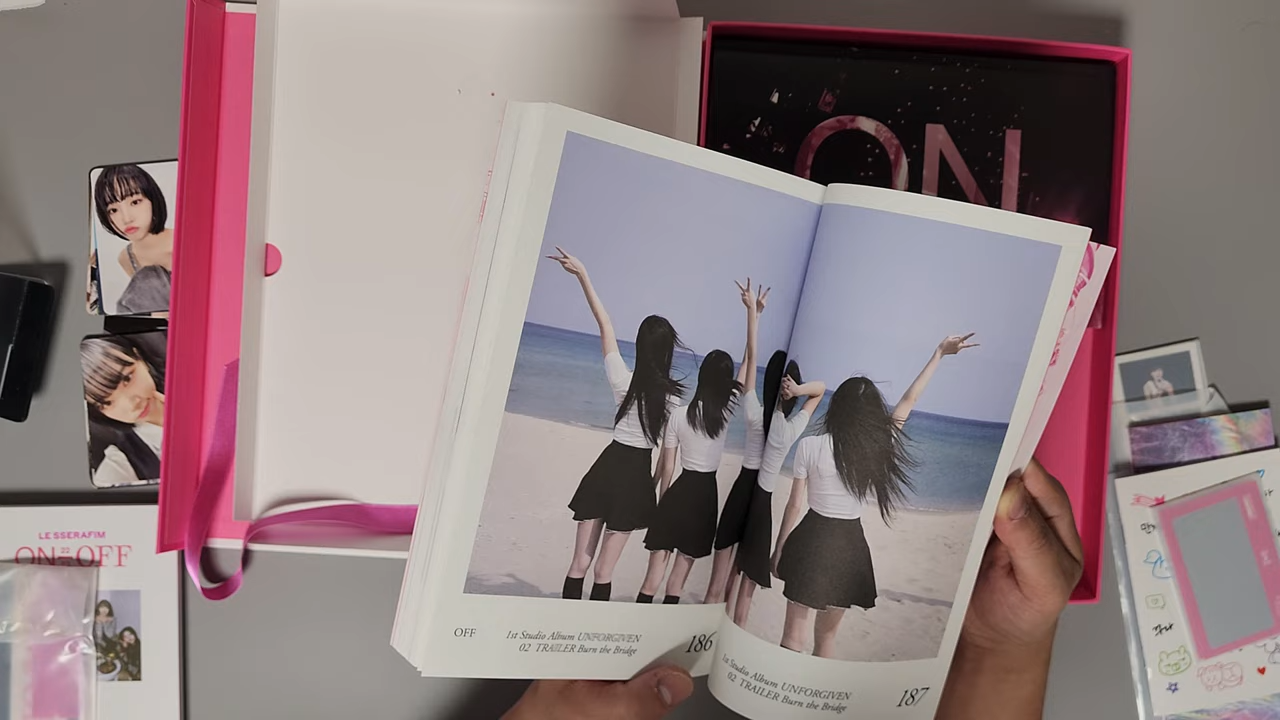 ON
LE SSERAFIM
ON OFF
OFF
1st Studio Album UNFORGIVEN
02 TRAILER Burn the Bridge
186
1st Studio Album UNFORGIVEN
02 TRAILER Burn the Bridge
187